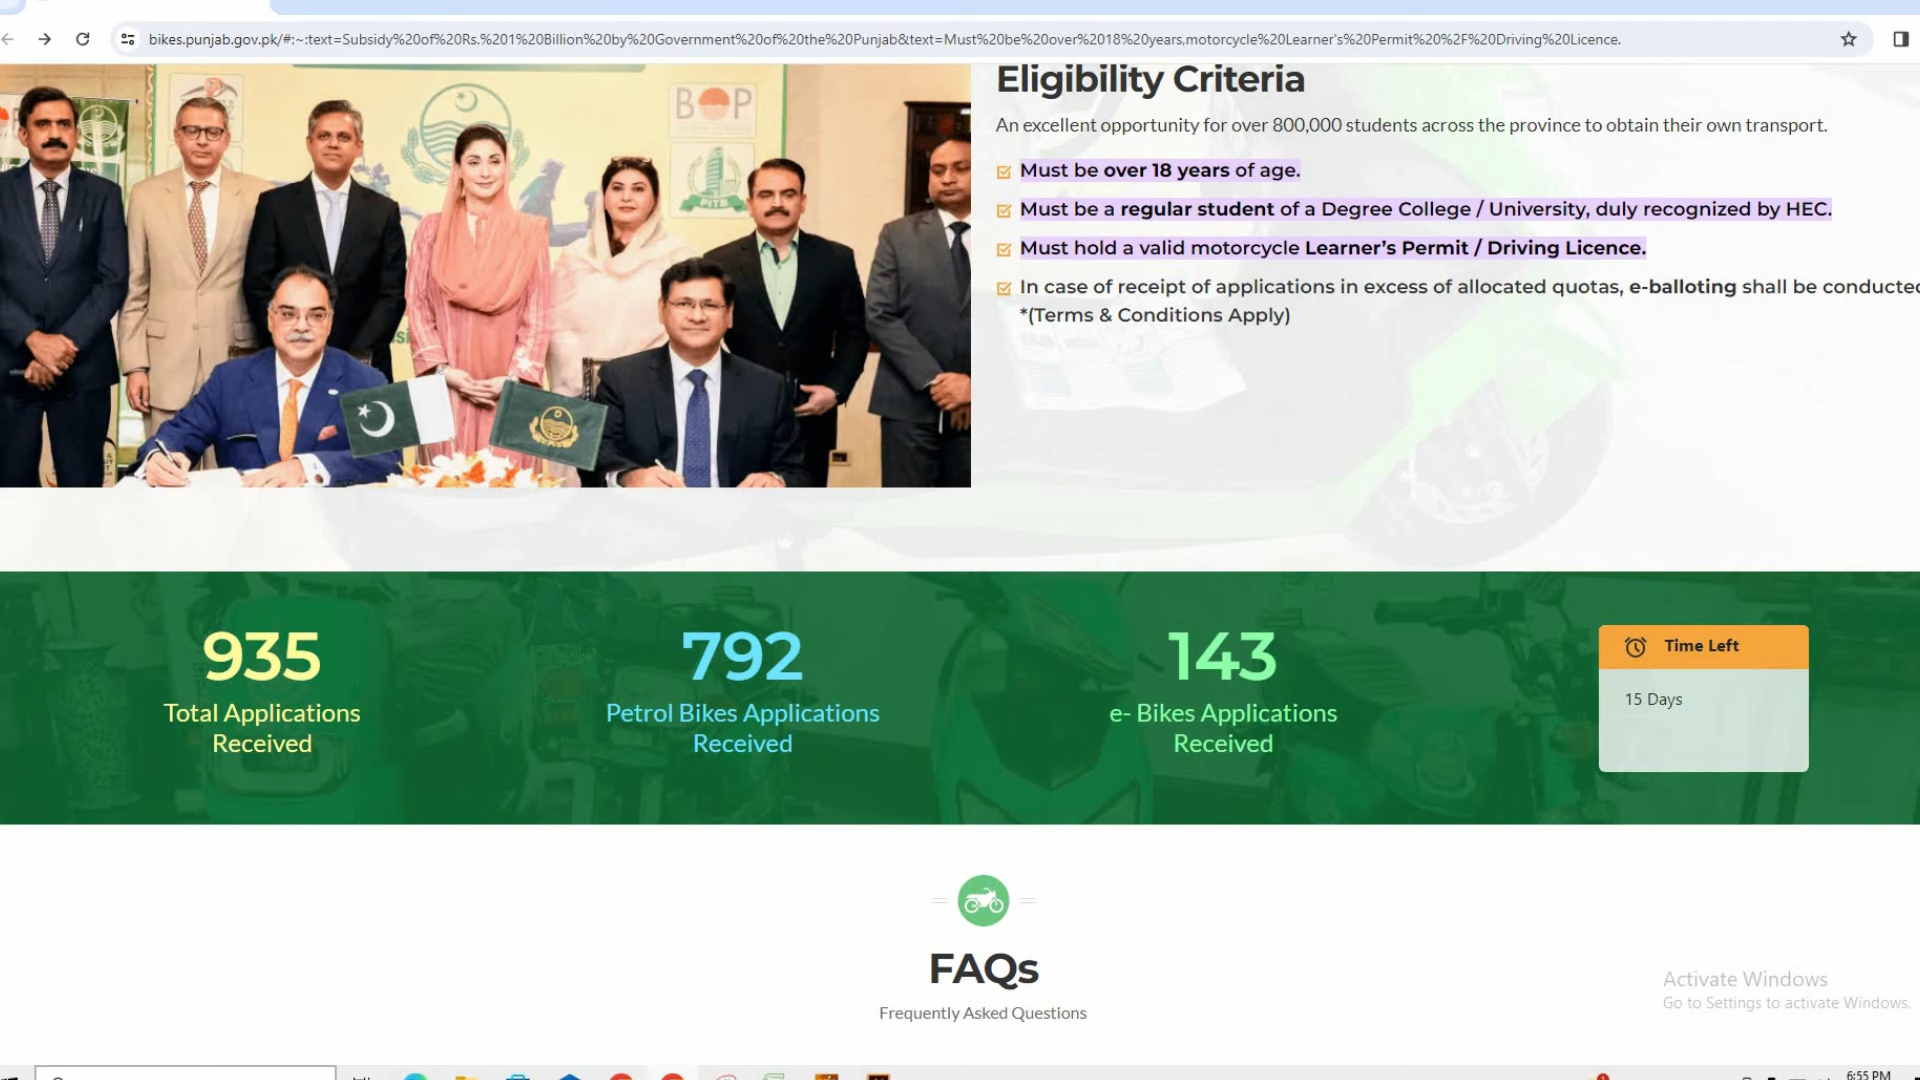 bikes.punjab.gov.pk/#:~:text=Subsidy%20of%20Rs.%201%20Billion%20by%20Government%20of%20the%20Punjab&text=Must%20be%20over%2018%20years,motorcycle%20Learner's%20Permit%20%2F%20Driving%20Licence.
BOP
PITB
Eligibility Criteria
An excellent opportunity for over 800,000 students across the province to obtain their own transport.
Must be over 18 years of age.
Must be a regular student of a Degree College / University, duly recognized by HEC.
Must hold a valid motorcycle Learner’s Permit / Driving Licence.
In case of receipt of applications in excess of allocated quotas, e-balloting shall be conducted
*(Terms & Conditions Apply)
935
Total Applications
Received
792
Petrol Bikes Applications
Received
143
e- Bikes Applications
Received
Time Left
15 Days
FAQs
Frequently Asked Questions
Activate Windows
Go to Settings to activate Windows.
6:55 PM